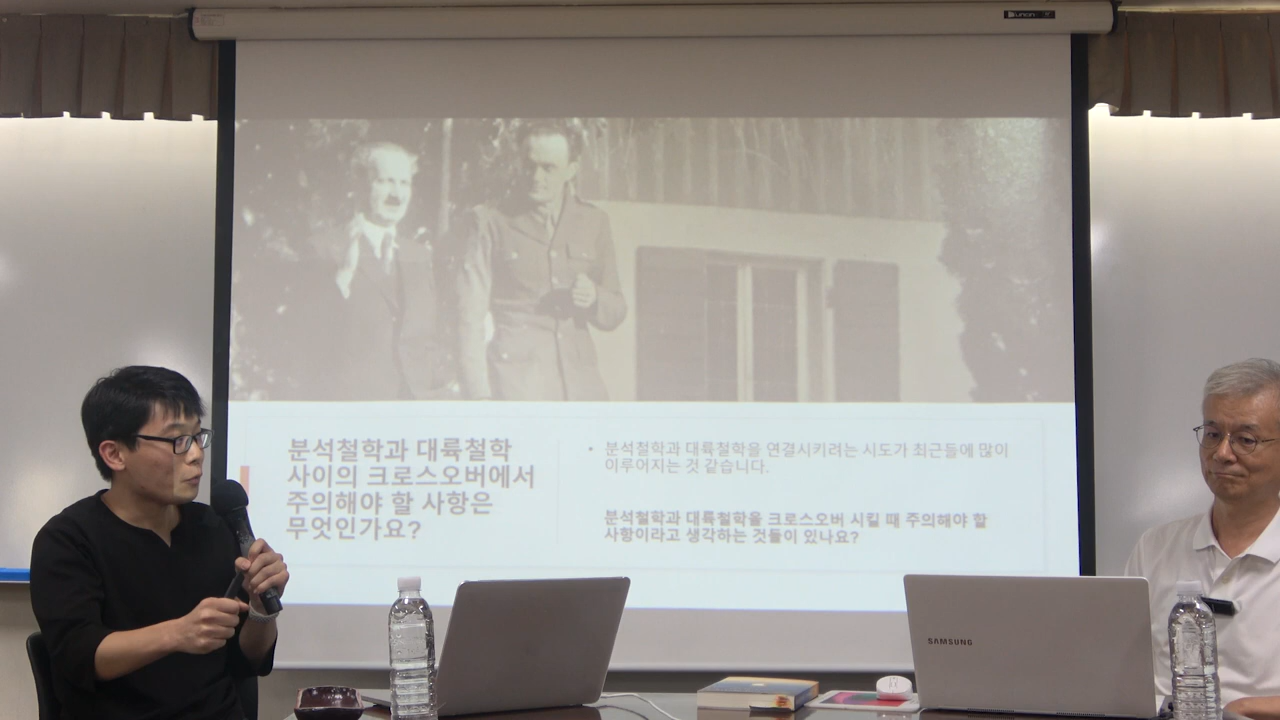 분석철학과 대륙철학
사이의 크로스오버에서
주의해야 할 사항은
무엇인가요?
• 분석철학과 대륙철학을 연결시키려는 시도가 최근들에 많이
이루어지는 것 같습니다.
분석철학과 대륙철학을 크로스오버 시킬 때 주의해야 할
사항이라고 생각하는 것들이 있나요?
SAMSUNG